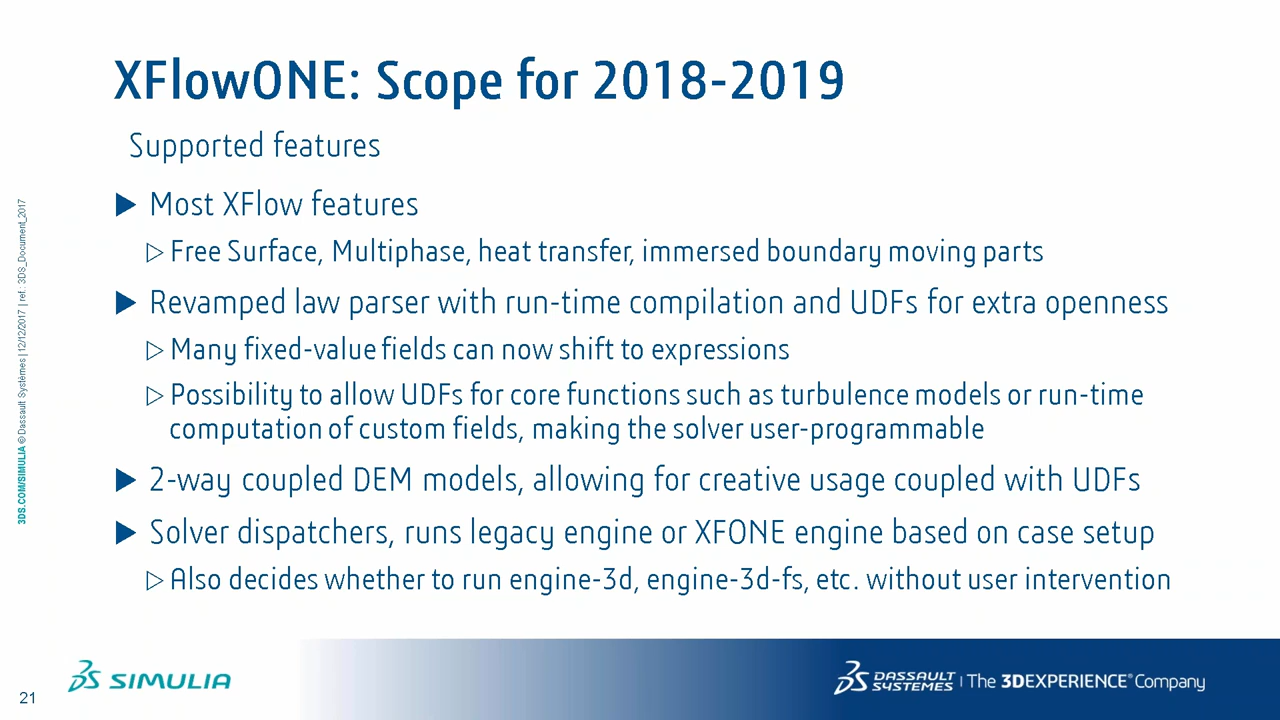 XFlowONE: Scope for 2018-2019
Supported features
Most XFlow features
Free Surface, Multiphase, heat transfer, immersed boundary moving parts
Revamped law parser with run-time compilation and UDFs for extra openness
Many fixed-value fields can now shift to expressions
Possibility to allow UDFs for core functions such as turbulence models or run-time
computation of custom fields, making the solver user-programmable
2-way coupled DEM models, allowing for creative usage coupled with UDFs
Solver dispatchers, runs legacy engine or XFONE engine based on case setup
Also decides whether to run engine-3d, engine-3d-fs, etc. without user intervention
3DS.COM/SIMULIA © Dassault Systèmes | 12/12/2017 | ref.: 3DS_Document_2017
21
SIMULIA
DASSAULT SYSTEMES | The 3DEXPERIENCE® Company